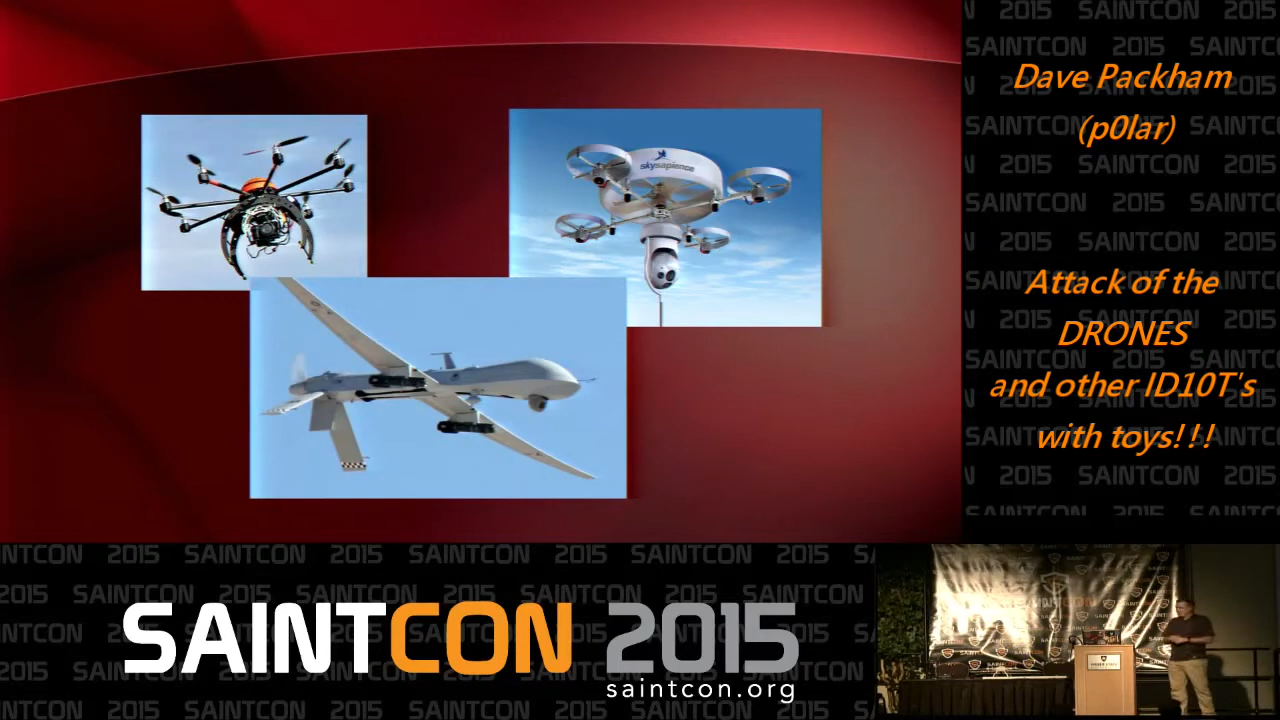 skysapience
Dave Packham
(p0lar)
Attack of the
DRONES
and other ID10T's
with toys!!!
SAINTCON 2015
saintcon.org